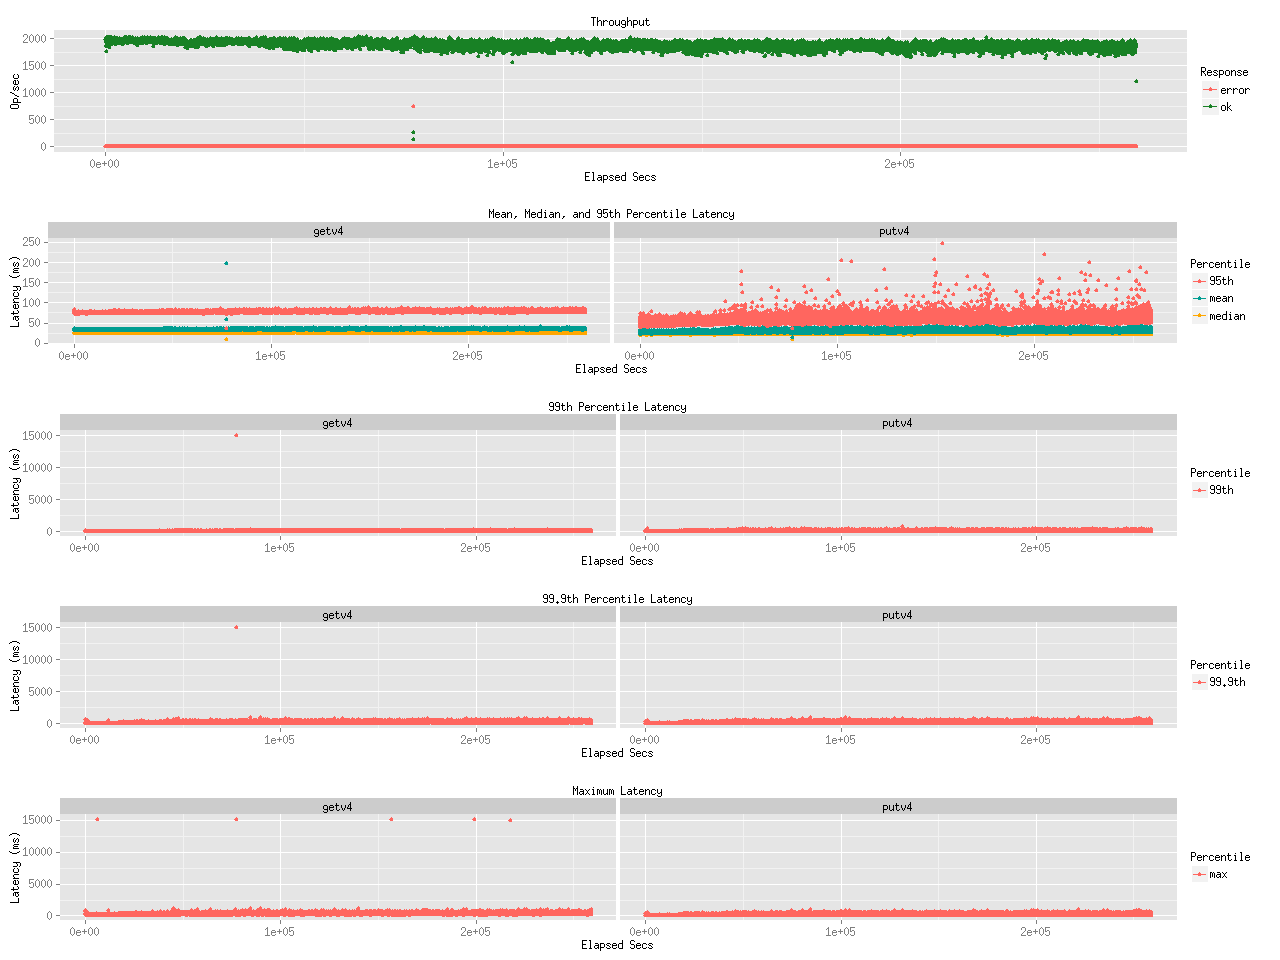 Throughput
2000
1500
1000
500
0
Op/sec
0e+00 1e+05 2e+05
Elapsed Secs
Response
error
ok
Mean, Median, and 95th Percentile Latency
getv4 putv4
250
200
150
100
50
0
Latency (ms)
0e+00 1e+05 2e+05 0e+00 1e+05 2e+05
Elapsed Secs
Percentile
95th
mean
median
99th Percentile Latency
getv4 putv4
15000
10000
5000
0
Latency (ms)
0e+00 1e+05 2e+05 0e+00 1e+05 2e+05
Elapsed Secs
Percentile
99th
99.9th Percentile Latency
getv4 putv4
15000
10000
5000
0
Latency (ms)
0e+00 1e+05 2e+05 0e+00 1e+05 2e+05
Elapsed Secs
Percentile
99.9th
Maximum Latency
getv4 putv4
15000
10000
5000
0
Latency (ms)
0e+00 1e+05 2e+05 0e+00 1e+05 2e+05
Elapsed Secs
Percentile
max